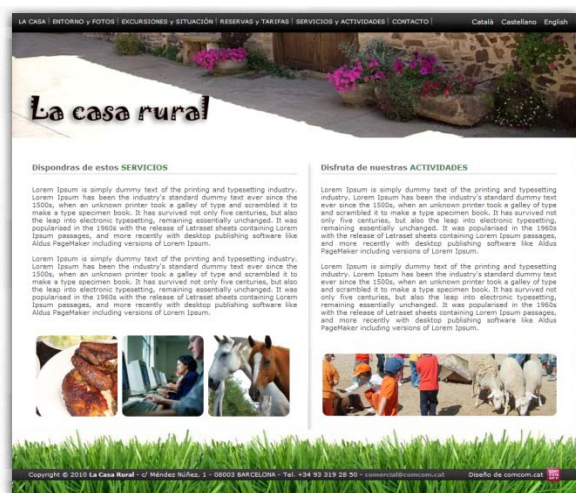 LA CASA | ENTORNO y FOTOS | EXCURSIONES y SITUACIÓN | RESERVAS y TARIFAS | SERVICIOS y ACTIVIDADES | CONTACTO |
Català Castellano English
La casa rural
Dispondras de estos SERVICIOS
Lorem Ipsum is simply dummy text of the printing and typesetting industry.
Lorem Ipsum has been the industry's standard dummy text ever since the
1500s, when an unknown printer took a galley of type and scrambled it to
make a type specimen book. It has survived not only five centuries, but also
the leap into electronic typesetting, remaining essentially unchanged. It was
popularised in the 1960s with the release of Letraset sheets containing Lorem
Ipsum passages, and more recently with desktop publishing software like
Aldus PageMaker including versions of Lorem Ipsum.
Lorem Ipsum is simply dummy text of the printing and typesetting industry.
Lorem Ipsum has been the industry's standard dummy text ever since the
1500s, when an unknown printer took a galley of type and scrambled it to
make a type specimen book. It has survived not only five centuries, but also
the leap into electronic typesetting, remaining essentially unchanged. It was
popularised in the 1960s with the release of Letraset sheets containing Lorem
Ipsum passages, and more recently with desktop publishing software like
Aldus PageMaker including versions of Lorem Ipsum.
Disfruta de nuestras ACTIVIDADES
Lorem Ipsum is simply dummy text of the printing and typesetting
industry. Lorem Ipsum has been the industry's standard dummy text
ever since the 1500s, when an unknown printer took a galley of type
and scrambled it to make a type specimen book. It has survived not
only five centuries, but also the leap into electronic typesetting,
remaining essentially unchanged. It was popularised in the 1960s with
the release of Letraset sheets containing Lorem Ipsum passages,
and more recently with desktop publishing software like Aldus
PageMaker including versions of Lorem Ipsum.
Lorem Ipsum is simply dummy text of the printing and typesetting
industry. Lorem Ipsum has been the industry's standard dummy text
ever since the 1500s, when an unknown printer took a galley of type
and scrambled it to make a type specimen book. It has survived not
only five centuries, but also the leap into electronic typesetting,
remaining essentially unchanged. It was popularised in the 1960s
with the release of Letraset sheets containing Lorem Ipsum passages,
and more recently with desktop publishing software like Aldus
PageMaker including versions of Lorem Ipsum.
Copyright © 2010 La Casa Rural - c/ Méndez Núñez, 1 - 08003 BARCELONA - Tel. +34 93 319 28 50 - comercial@comcom.cat
Diseño de comcom.cat